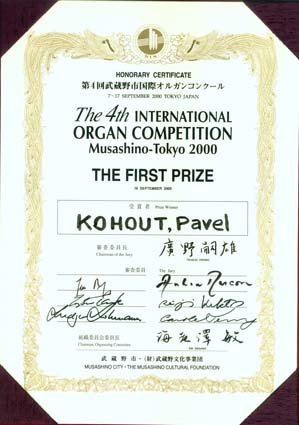 HONORARY CERTIFICATE
第4回武蔵野市国際オルガンコンクール
7－17 SEPTEMBER 2000 TOKYO JAPAN
The 4th INTERNATIONAL
ORGAN COMPETITION
Musashino-Tokyo 2000
THE FIRST PRIZE
受賞者 Prize Winner
KOHOUT, Pavel
審査委員長
Chairman of the Jury
廣野嗣雄
審査委員 The Jury
組織委員会委員長
Chairman, Organizing Committee
海老澤 敏
武蔵野市・(財)武蔵野文化事業団
MUSASHINO CITY・THE MUSASHINO CULTURAL FOUNDATION